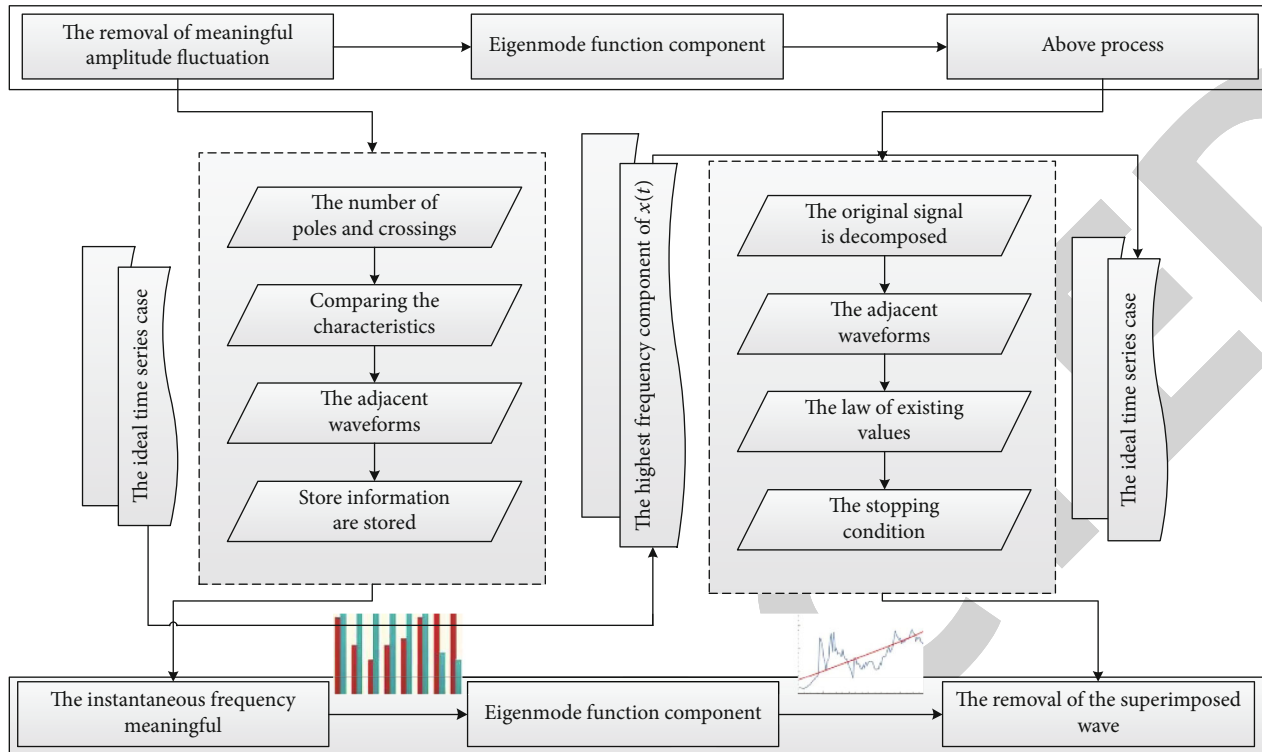 The removal of meaningful
amplitude fluctuation
Eigenmode function component
Above process
The ideal time series case
The number of
poles and crossings
Comparing the
characteristics
The adjacent
waveforms
Store information
are stored
The highest frequency component of x(t)
The original signal
is decomposed
The adjacent
waveforms
The law of existing
values
The stopping
condition
The ideal time series case
The instantaneous frequency
meaningful
Eigenmode function component
The removal of the superimposed
wave